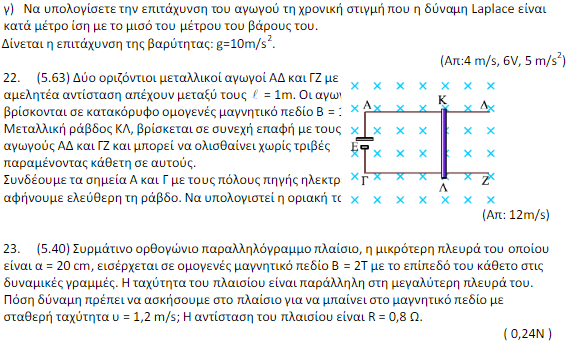 γ) Να υπολογίσετε την επιτάχυνση του αγωγού τη χρονική στιγμή που η δύναμη Laplace είναι
κατά μέτρο ίση με το μισό του μέτρου του βάρους του.
Δίνεται η επιτάχυνση της βαρύτητας: g=10m/s².
(Απ:4 m/s, 6V, 5 m/s²)
22. (5.63) Δύο οριζόντιοι μεταλλικοί αγωγοί ΑΔ και ΓΖ με
αμελητέα αντίσταση απέχουν μεταξύ τους ℓ = 1m. Οι αγω
βρίσκονται σε κατακόρυφο ομογενές μαγνητικό πεδίο Β =
Μεταλλική ράβδος ΚΛ, βρίσκεται σε συνεχή επαφή με τους
αγωγούς ΑΔ και ΓΖ και μπορεί να ολισθαίνει χωρίς τριβές
παραμένοντας κάθετη σε αυτούς.
Συνδέουμε τα σημεία Α και Γ με τους πόλους πηγής ηλεκτρ
αφήνουμε ελεύθερη τη ράβδο. Να υπολογιστεί η οριακή τα
Α Κ Δ
Ε
Γ Λ Ζ
(Απ: 12m/s)
23. (5.40) Συρμάτινο ορθογώνιο παραλληλόγραμμο πλαίσιο, η μικρότερη πλευρά του οποίου
είναι α = 20 cm, εισέρχεται σε ομογενές μαγνητικό πεδίο Β = 2Τ με το επίπεδό του κάθετο στις
δυναμικές γραμμές. Η ταχύτητα του πλαισίου είναι παράλληλη στη μεγαλύτερη πλευρά του.
Πόση δύναμη πρέπει να ασκήσουμε στο πλαίσιο για να μπαίνει στο μαγνητικό πεδίο με
σταθερή ταχύτητα υ = 1,2 m/s; Η αντίσταση του πλαισίου είναι R = 0,8 Ω.
( 0,24N )